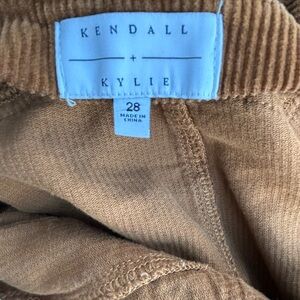 KENDALL
+
KYLIE
28
MADE IN
CHINA